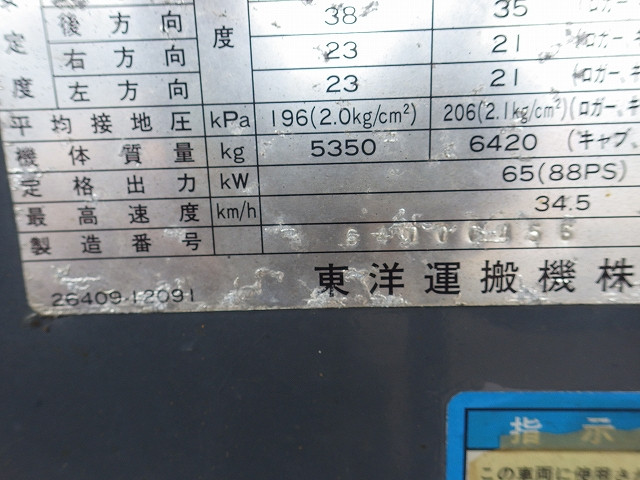 定 後方向 度 38 35
右方向 23 21 (ロガー、キ
度 左方向 23 21 (ロガー、キ
平均接地圧 kPa 196(2.0kg/cm²) 206(2.1kg/cm²)(ロガー、キ
機体質量 kg 5350 6420 (キャブ、
定格出力 kW 65(88PS)
最高速度 km/h 34.5
製造番号
26409-12091 東洋運搬機株
指示
この車両に使用さ